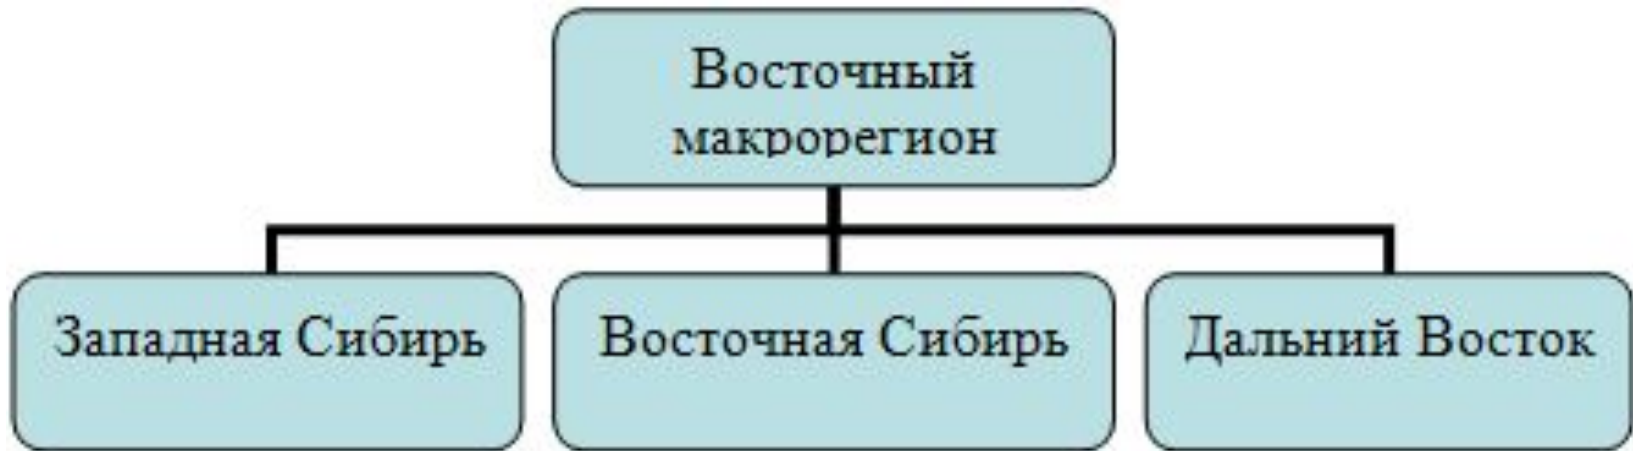 Восточный
макрорегион
Западная Сибирь
Восточная Сибирь
Дальний Восток